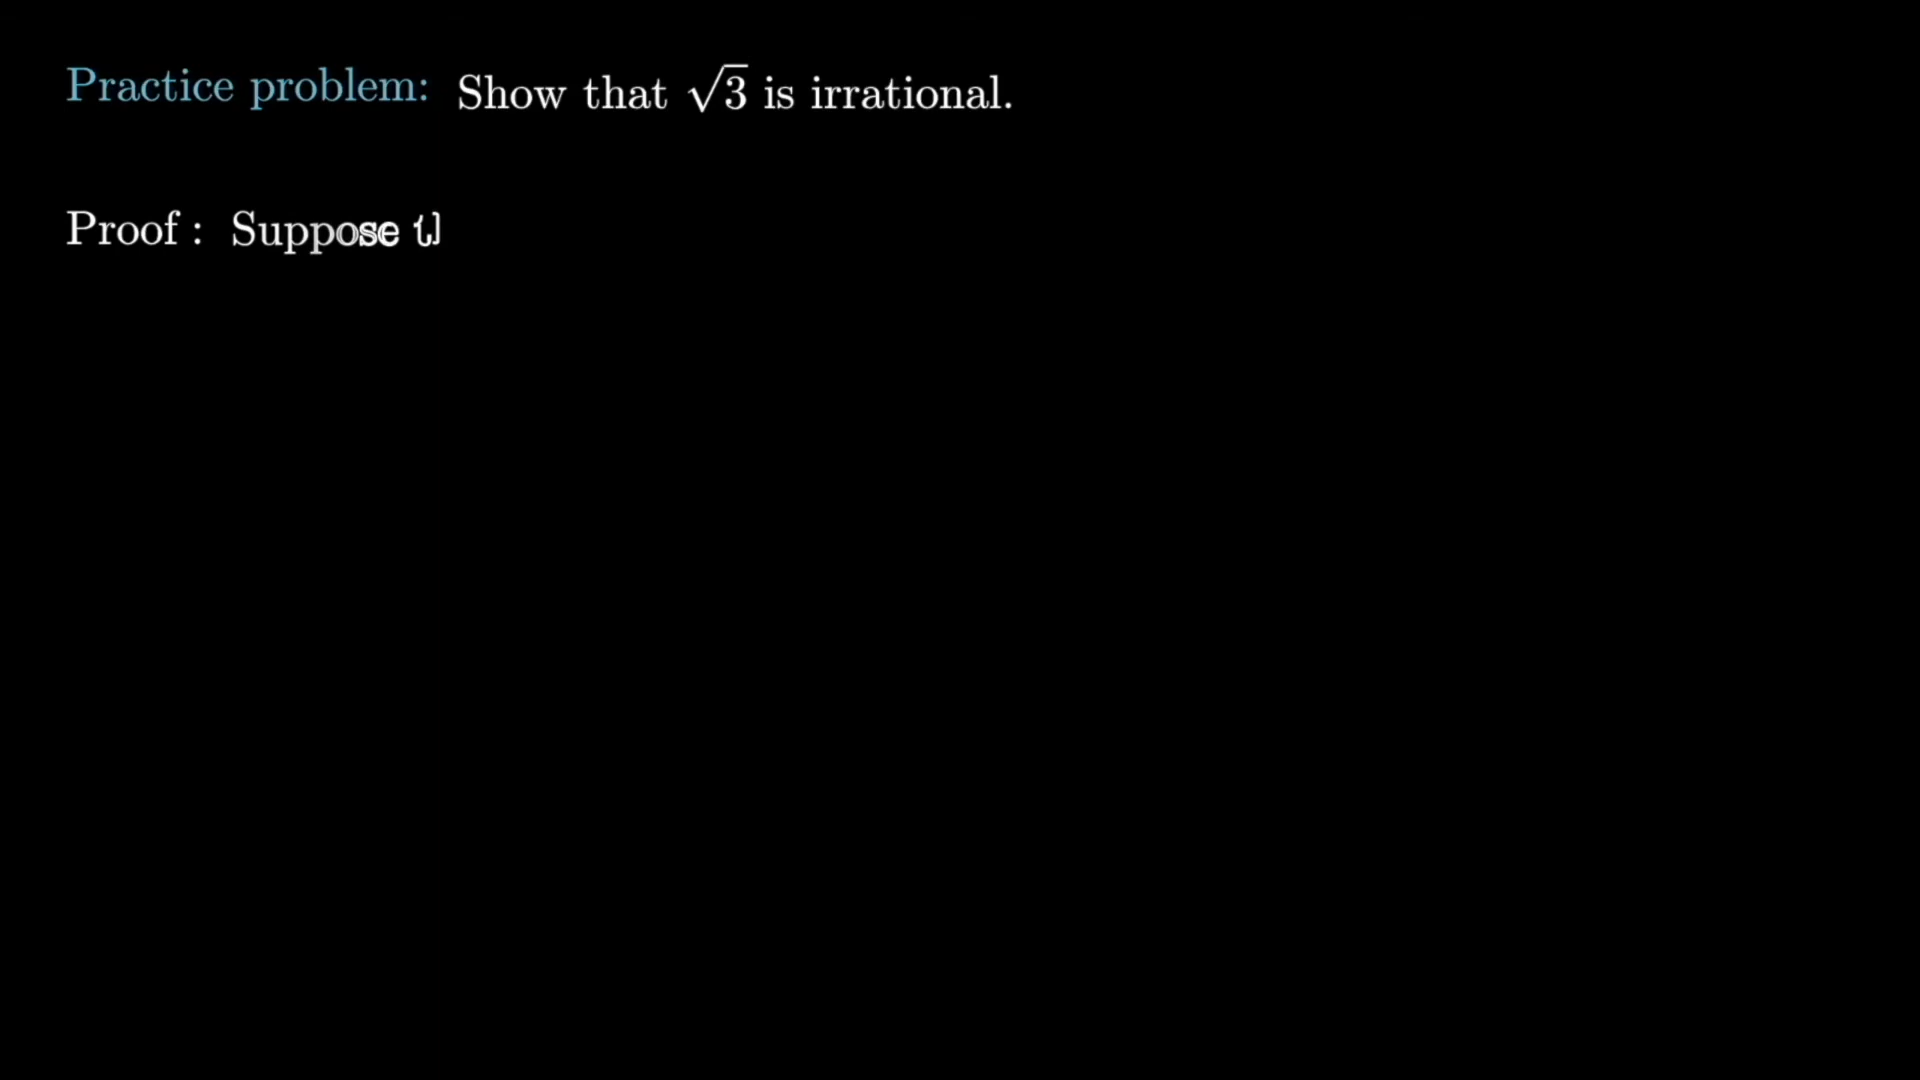 Practice problem: Show that √3 is irrational.
Proof : Suppose